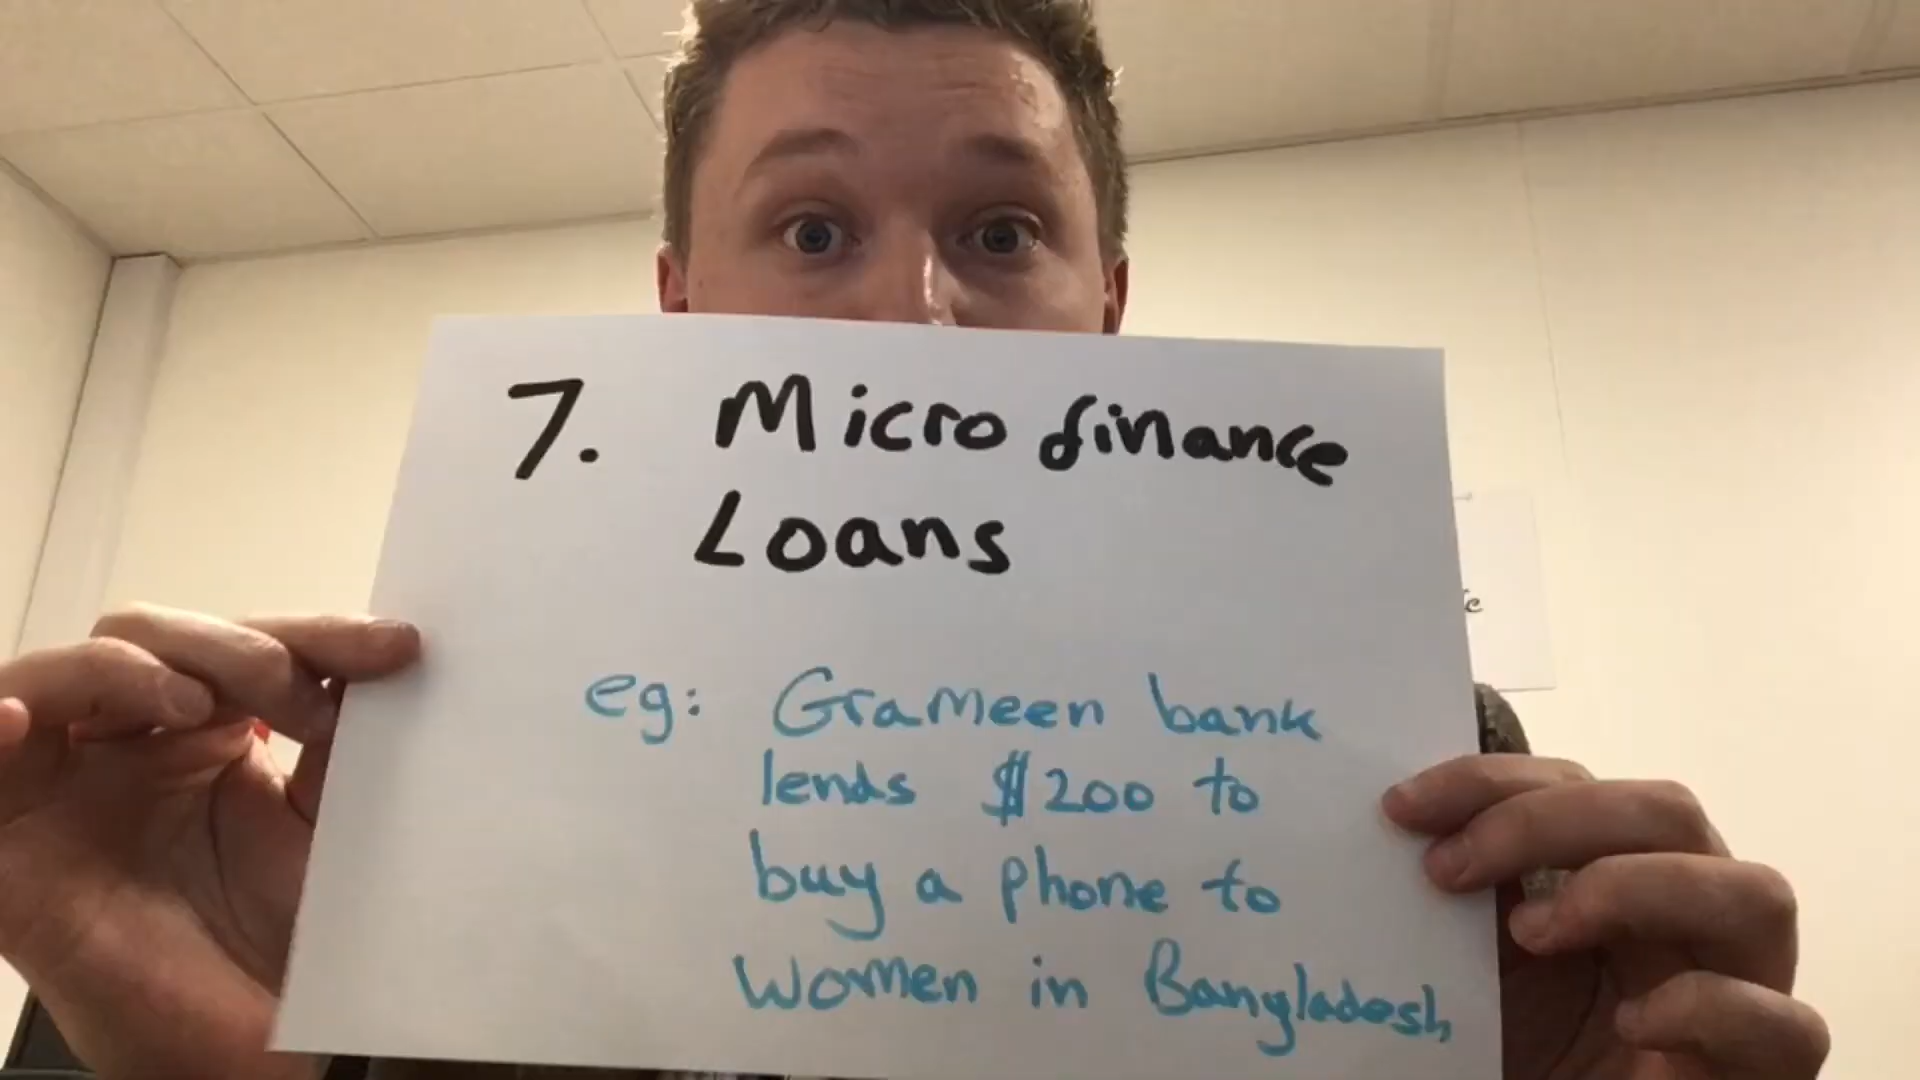 7. Microfinance
Loans
eg: Grameen bank
lends $200 to
buy a phone to
Women in Bangladesh